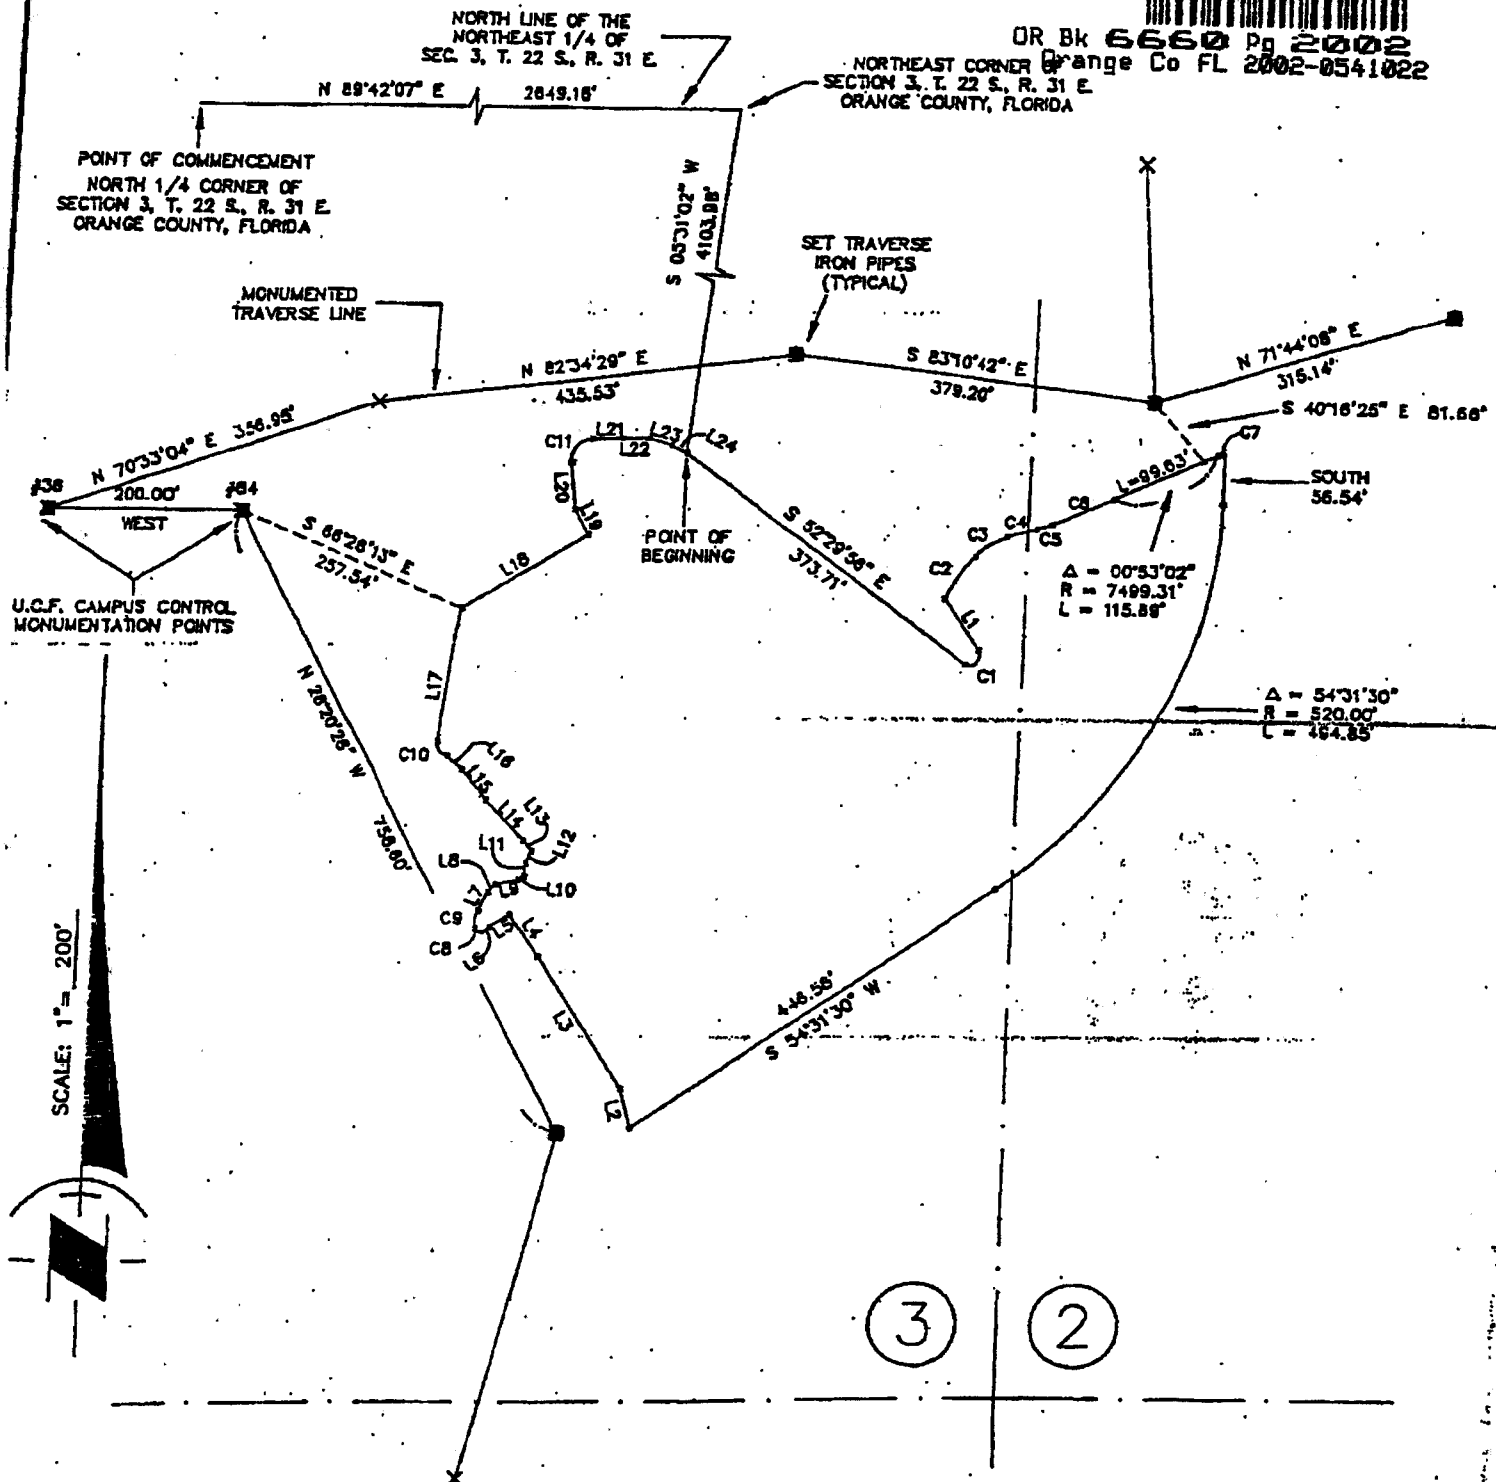 OR Bk 6660 Pg 2002
Orange Co FL 2002-0541022
NORTH LINE OF THE
NORTHEAST 1/4 OF
SEC. 3, T. 22 S., R. 31 E.
NORTHEAST CORNER OF
SECTION 3, T. 22 S., R. 31 E.
ORANGE COUNTY, FLORIDA
N 89°42'07" E
2649.16'
POINT OF COMMENCEMENT
NORTH 1/4 CORNER OF
SECTION 3, T. 22 S., R. 31 E.
ORANGE COUNTY, FLORIDA
S 05°31'02" W
4103.98'
SET TRAVERSE
IRON PIPES
(TYPICAL)
MONUMENTED
TRAVERSE LINE
N 82°34'29" E
435.53'
S 83°10'42" E
379.20'
N 71°44'08" E
315.14'
S 40°16'25" E 81.66'
N 70°33'04" E 356.95'
C11
L21
L22
L23
L24
C7
L=99.63'
SOUTH
56.54'
#36
200.00'
WEST
#64
L20
L19
S 66°28'13" E
257.54'
L18
POINT OF
BEGINNING
S 52°29'56" E
373.71'
C6
C5
C4
C3
C2
L1
C1
Δ = 00°53'02"
R = 7499.31'
L = 115.69'
U.C.F. CAMPUS CONTROL
MONUMENTATION POINTS
L17
N 26°20'26" W
756.60'
Δ = 54°31'30"
R = 520.00'
L = 494.85'
C10
L16
L15
L14
L13
L12
L11
L10
L9
L8
L7
C9
C8
L6
L5
L4
L3
L2
446.56'
S 54°31'30" W
SCALE: 1"= 200'
3
2